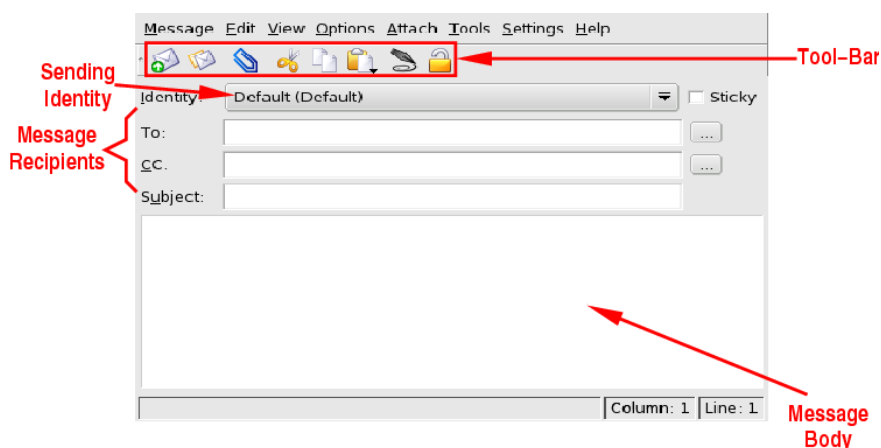 Message Edit View Options Attach Tools Settings Help
Tool-Bar
Sending
Identity
Identity: Default (Default) Sticky
Message
Recipients
To: ...
CC. ...
Subject:
Column: 1 Line: 1
Message
Body